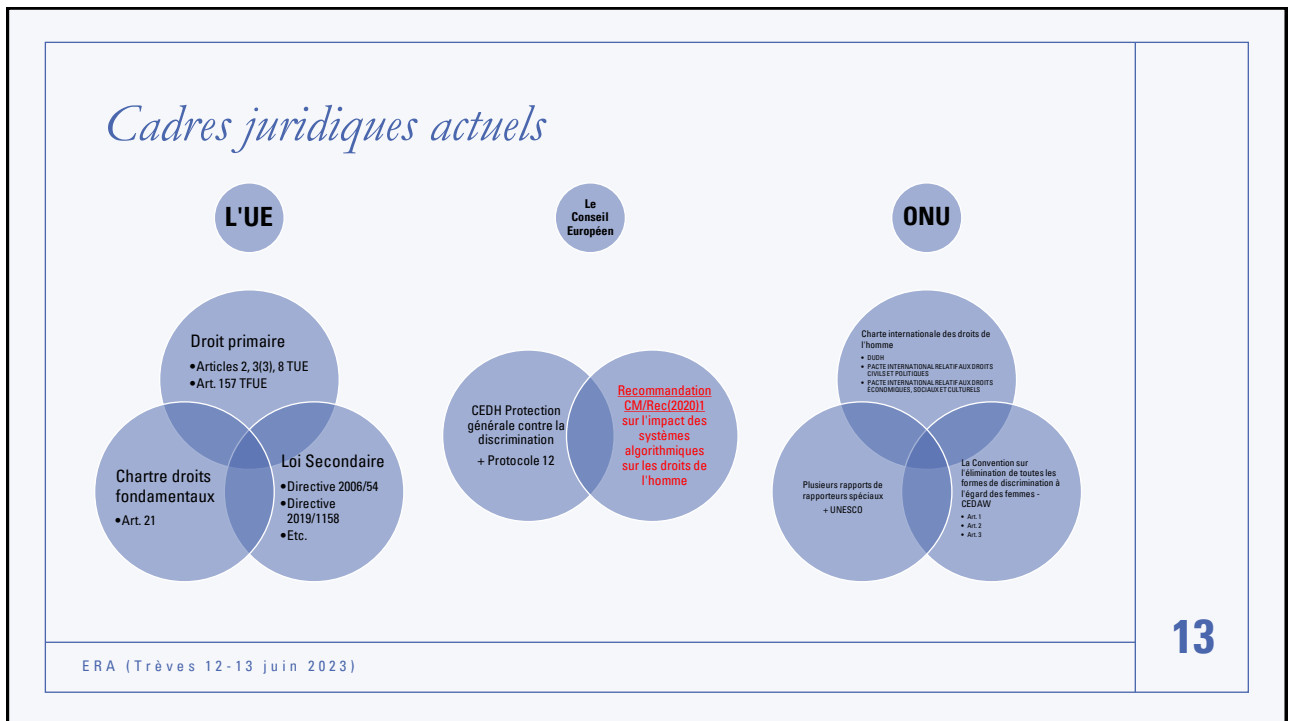 Cadres juridiques actuels
L'UE
Droit primaire
•Articles 2, 3(3), 8 TUE
•Art. 157 TFUE
Chartre droits
fondamentaux
•Art. 21
Loi Secondaire
•Directive 2006/54
•Directive
2019/1158
•Etc.
Le
Conseil
Européen
CEDH Protection
générale contre la
discrimination
+ Protocole 12
Recommandation
CM/Rec(2020)1
sur l'impact des
systèmes
algorithmiques
sur les droits de
l'homme
ONU
Charte internationale des droits de
l'homme
• DUDH
• PACTE INTERNATIONAL RELATIF AUX DROITS
CIVILS ET POLITIQUES
• PACTE INTERNATIONAL RELATIF AUX DROITS
ÉCONOMIQUES, SOCIAUX ET CULTURELS
Plusieurs rapports de
rapporteurs spéciaux
+ UNESCO
La Convention sur
l'élimination de toutes les
formes de discrimination à
l'égard des femmes -
CEDAW
• Art. 1
• Art. 2
• Art. 3
ERA (Trèves 12-13 juin 2023)
13